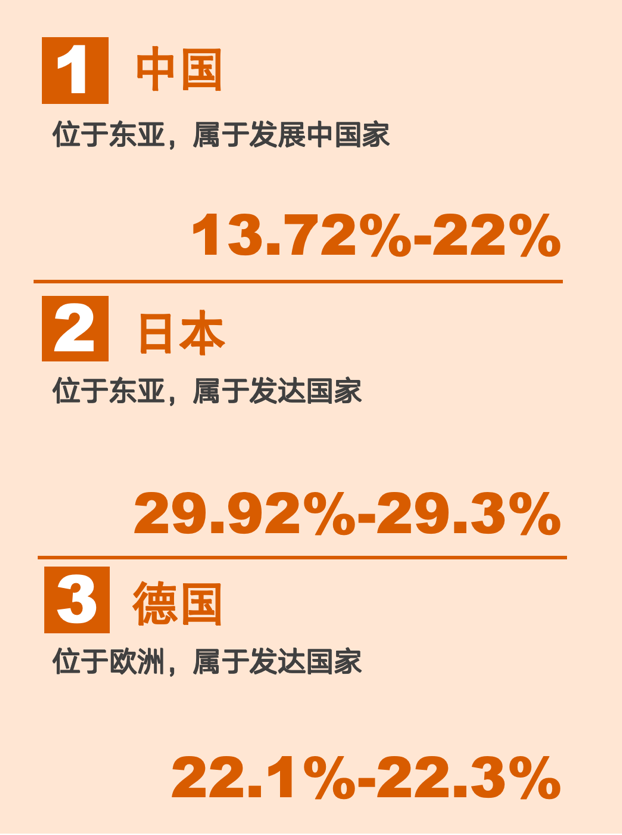 1 中国
位于东亚，属于发展中国家
13.72%-22%
2 日本
位于东亚，属于发达国家
29.92%-29.3%
3 德国
位于欧洲，属于发达国家
22.1%-22.3%